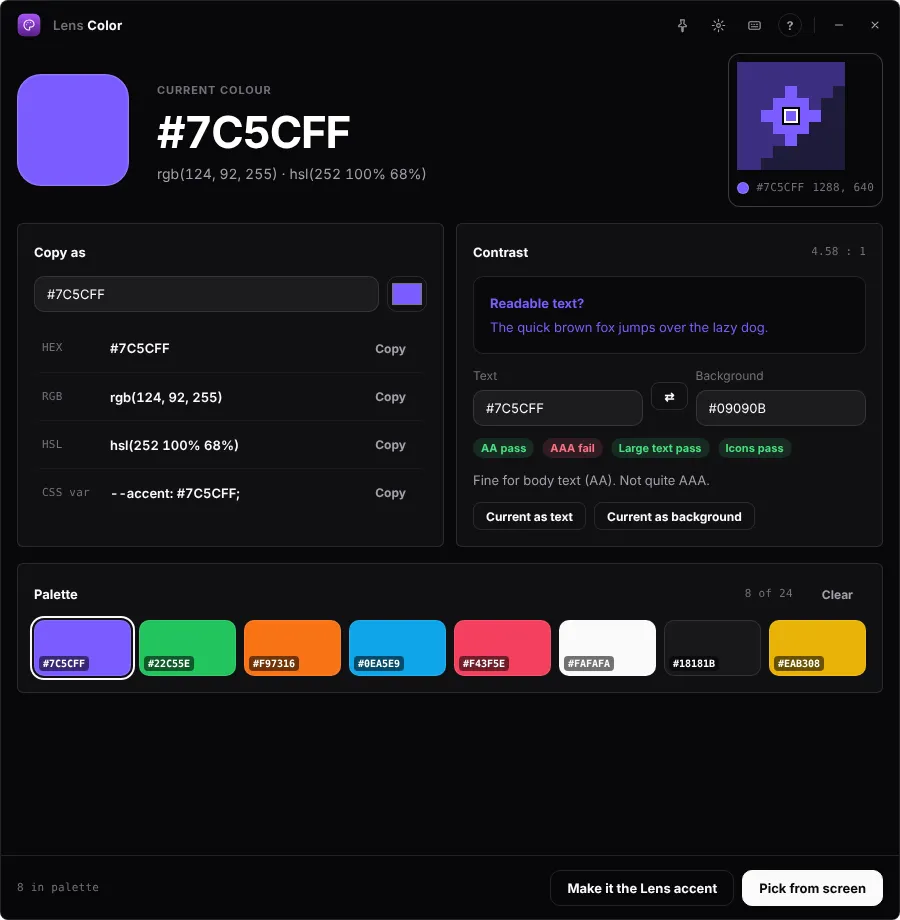 Lens Color
?
CURRENT COLOUR
#7C5CFF
rgb(124, 92, 255) · hsl(252 100% 68%)
#7C5CFF 1288, 640
Copy as
#7C5CFF
HEX #7C5CFF Copy
RGB rgb(124, 92, 255) Copy
HSL hsl(252 100% 68%) Copy
CSS var --accent: #7C5CFF; Copy
Contrast 4.58 : 1
Readable text?
The quick brown fox jumps over the lazy dog.
Text Background
#7C5CFF ⇄ #09090B
AA pass AAA fail Large text pass Icons pass
Fine for body text (AA). Not quite AAA.
Current as text Current as background
Palette 8 of 24 Clear
#7C5CFF #22C55E #F97316 #0EA5E9 #F43F5E #FAFAFA #18181B #EAB308
8 in palette Make it the Lens accent Pick from screen